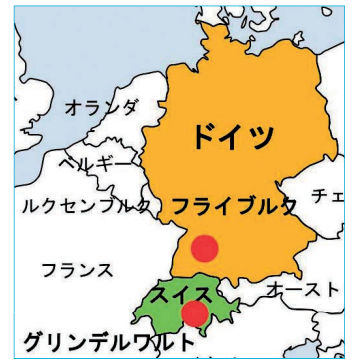 オランダ
ドイツ
ベルギー
ルクセンブルク
フライブルク
チェ
フランス
スイス
オースト
グリンデルワルト